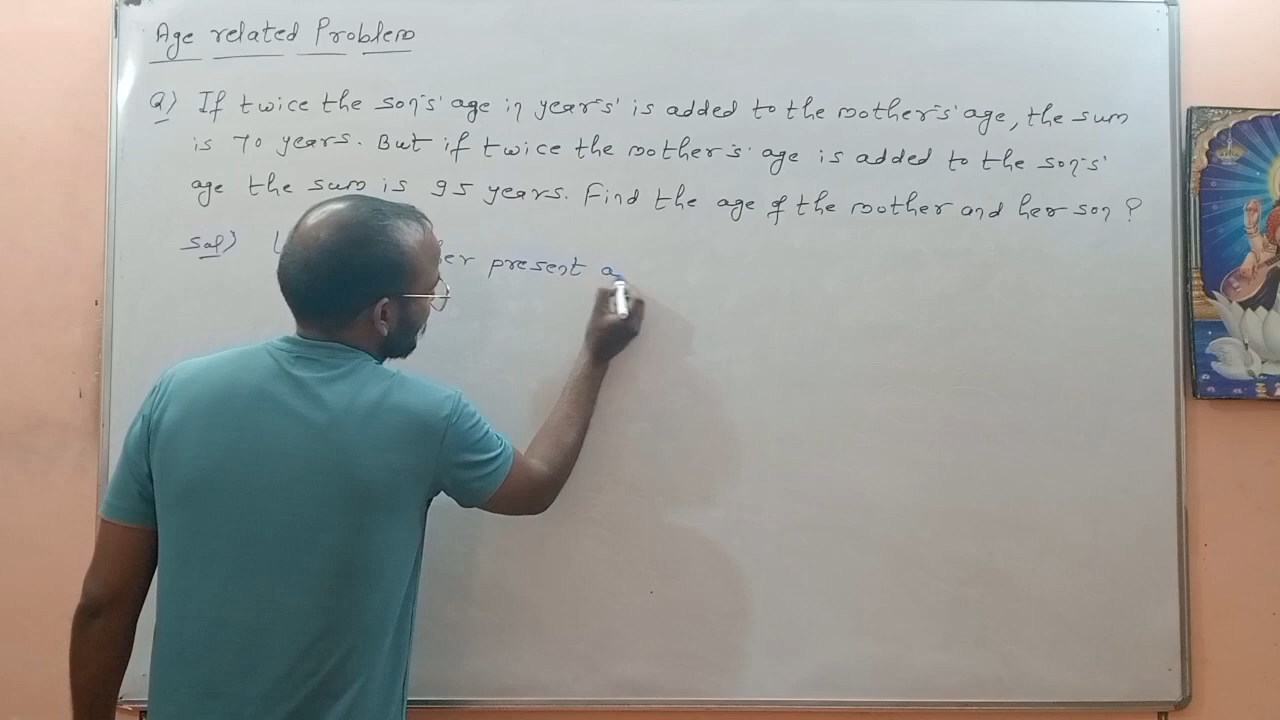 Age related Problem
Q) If twice the son's' age in year's' is added to the mother's' age, the sum
is 70 years. But if twice the mother's' age is added to the son's'
age the sum is 95 years. Find the age of the mother and her son ?
Sol)
present a